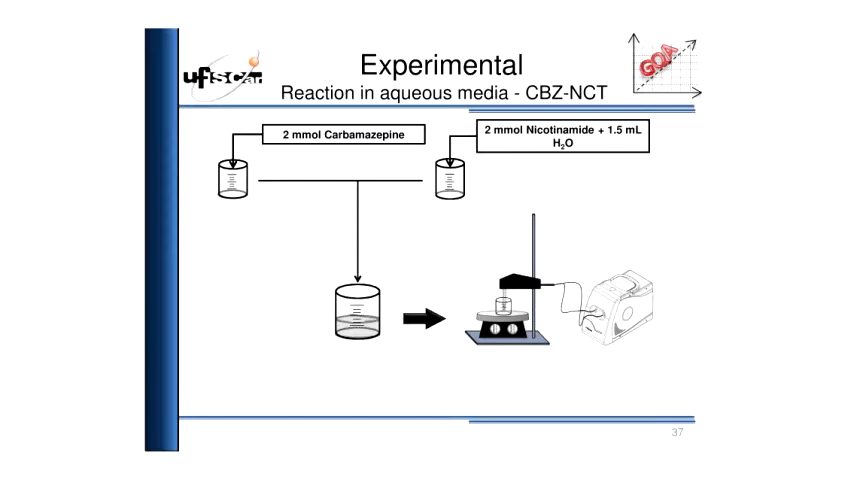 ufscar
Experimental
GOA
Reaction in aqueous media - CBZ-NCT
2 mmol Carbamazepine
2 mmol Nicotinamide + 1.5 mL
H₂O
37